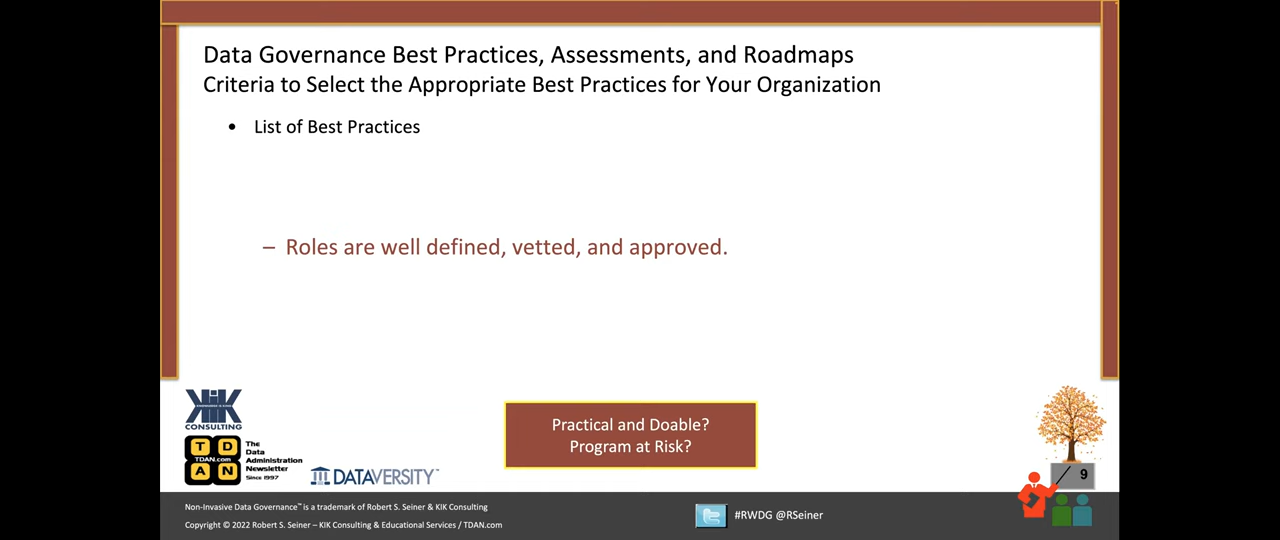 Data Governance Best Practices, Assessments, and Roadmaps
Criteria to Select the Appropriate Best Practices for Your Organization
• List of Best Practices
– Roles are well defined, vetted, and approved.
Practical and Doable?
Program at Risk?
KIK
CONSULTING
T D
TDAN.com
A N
The
Data
Administration
Newsletter
Since 1997
DATAVERSITY™
9
Non-Invasive Data Governance™ is a trademark of Robert S. Seiner & KIK Consulting
Copyright © 2022 Robert S. Seiner – KIK Consulting & Educational Services / TDAN.com
#RWDG @RSeiner